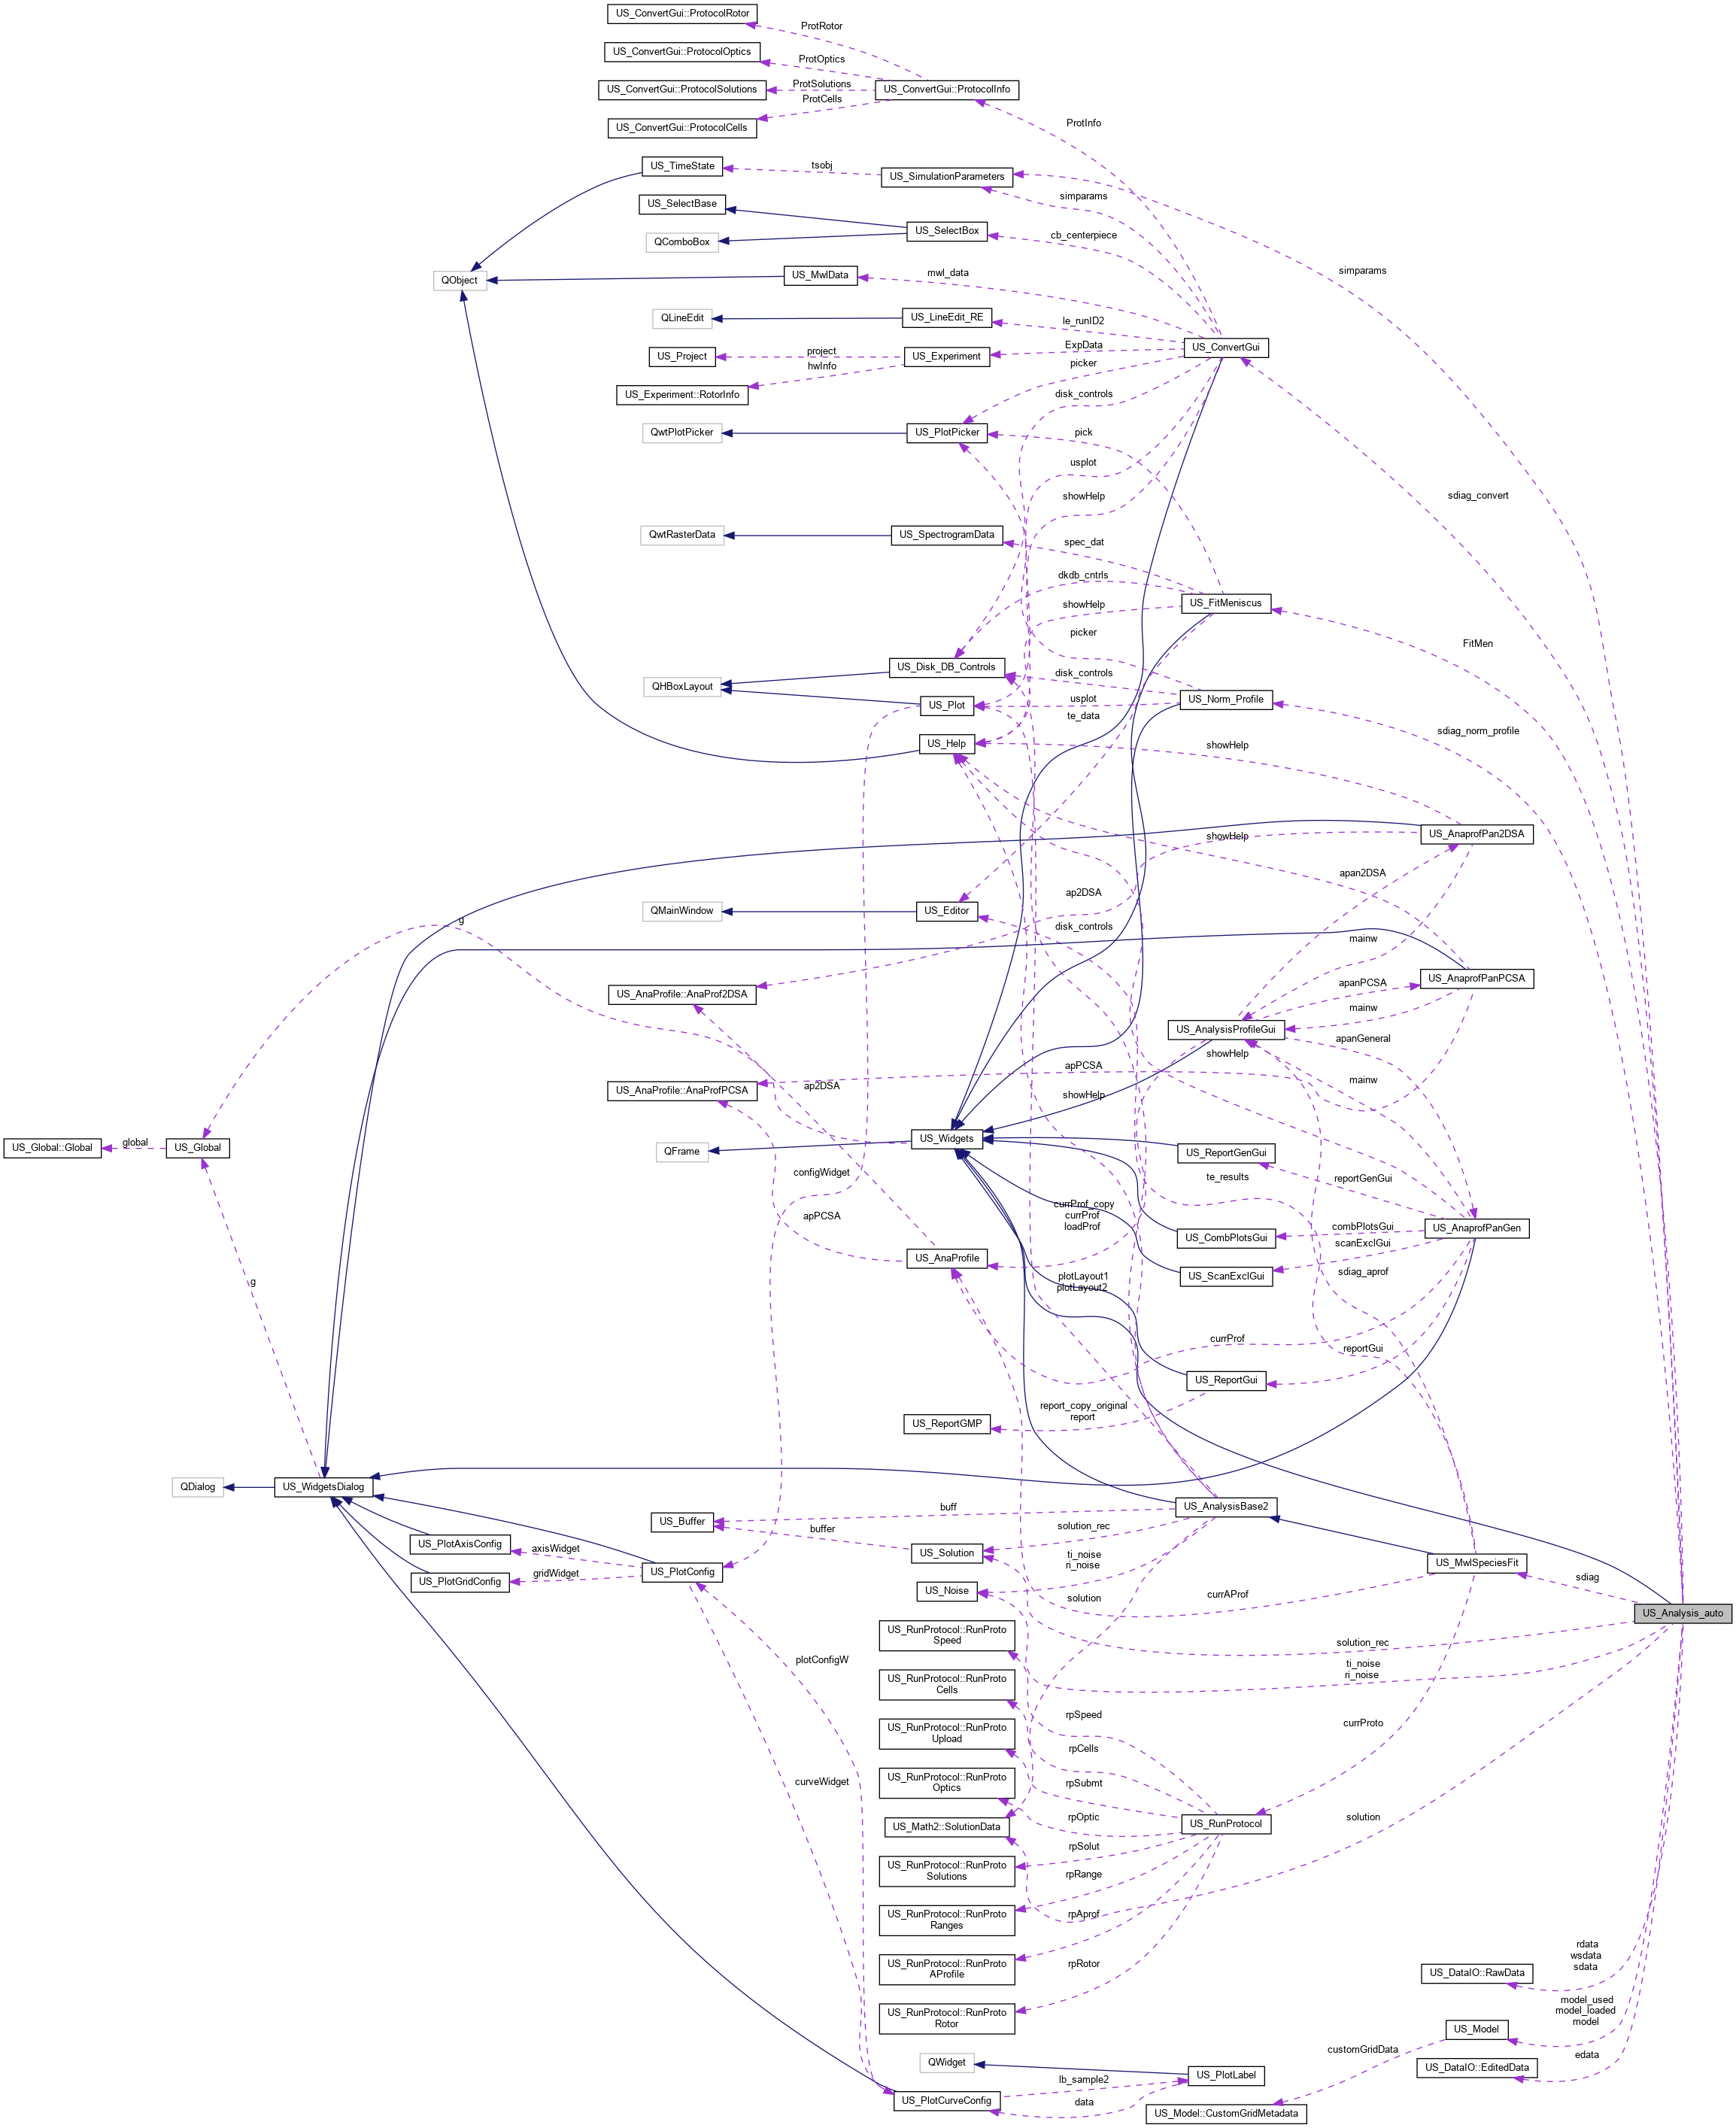 US_ConvertGui::ProtocolRotor
ProtRotor
US_ConvertGui::ProtocolOptics
ProtOptics
US_ConvertGui::ProtocolSolutions
ProtSolutions
US_ConvertGui::ProtocolInfo
ProtCells
US_ConvertGui::ProtocolCells
ProtInfo
US_TimeState
tsobj
US_SimulationParameters
simparams
US_SelectBase
US_SelectBox
cb_centerpiece
QComboBox
simparams
QObject
US_MwlData
mwl_data
QLineEdit
US_LineEdit_RE
le_runID2
US_ConvertGui
ExpData
US_Project
project
US_Experiment
hwInfo
picker
US_Experiment::RotorInfo
disk_controls
QwtPlotPicker
US_PlotPicker
pick
usplot
showHelp
sdiag_convert
QwtRasterData
US_SpectrogramData
spec_dat
dkdb_cntrls
showHelp
US_FitMeniscus
picker
FitMen
US_Disk_DB_Controls
disk_controls
QHBoxLayout
US_Plot
usplot
US_Norm_Profile
te_data
US_Help
showHelp
sdiag_norm_profile
US_AnaprofPan2DSA
showHelp
apan2DSA
ap2DSA
QMainWindow
US_Editor
g
disk_controls
mainw
US_AnaProfile::AnaProf2DSA
apanPCSA
US_AnaprofPanPCSA
mainw
US_AnalysisProfileGui
apanGeneral
showHelp
apPCSA
mainw
US_AnaProfile::AnaProfPCSA
ap2DSA
showHelp
US_Global::Global
global
US_Global
QFrame
US_Widgets
US_ReportGenGui
configWidget
te_results
reportGenGui
currProf_copy
currProf
loadProf
apPCSA
combPlotsGui
US_AnaprofPanGen
US_CombPlotsGui
scanExclGui
US_AnaProfile
g
plotLayout1
plotLayout2
US_ScanExclGui
sdiag_aprof
currProf
reportGui
US_ReportGui
report_copy_original
report
US_ReportGMP
QDialog
US_WidgetsDialog
US_AnalysisBase2
buff
US_Buffer
buffer
solution_rec
US_PlotAxisConfig
axisWidget
US_Solution
ti_noise
ri_noise
US_MwlSpeciesFit
US_PlotGridConfig
gridWidget
US_PlotConfig
US_Noise
solution
currAProf
sdiag
US_Analysis_auto
US_RunProtocol::RunProto
Speed
solution_rec
plotConfigW
ti_noise
ri_noise
US_RunProtocol::RunProto
Cells
rpSpeed
currProto
US_RunProtocol::RunProto
Upload
rpCells
curveWidget
US_RunProtocol::RunProto
Optics
rpSubmt
rpOptic
solution
US_Math2::SolutionData
US_RunProtocol
rpSolut
US_RunProtocol::RunProto
Solutions
rpRange
US_RunProtocol::RunProto
Ranges
rpAprof
US_RunProtocol::RunProto
AProfile
rpRotor
rdata
wsdata
sdata
US_DataIO::RawData
US_RunProtocol::RunProto
Rotor
model_used
model_loaded
model
US_Model
customGridData
edata
QWidget
US_DataIO::EditedData
US_PlotLabel
lb_sample2
US_PlotCurveConfig
data
US_Model::CustomGridMetadata